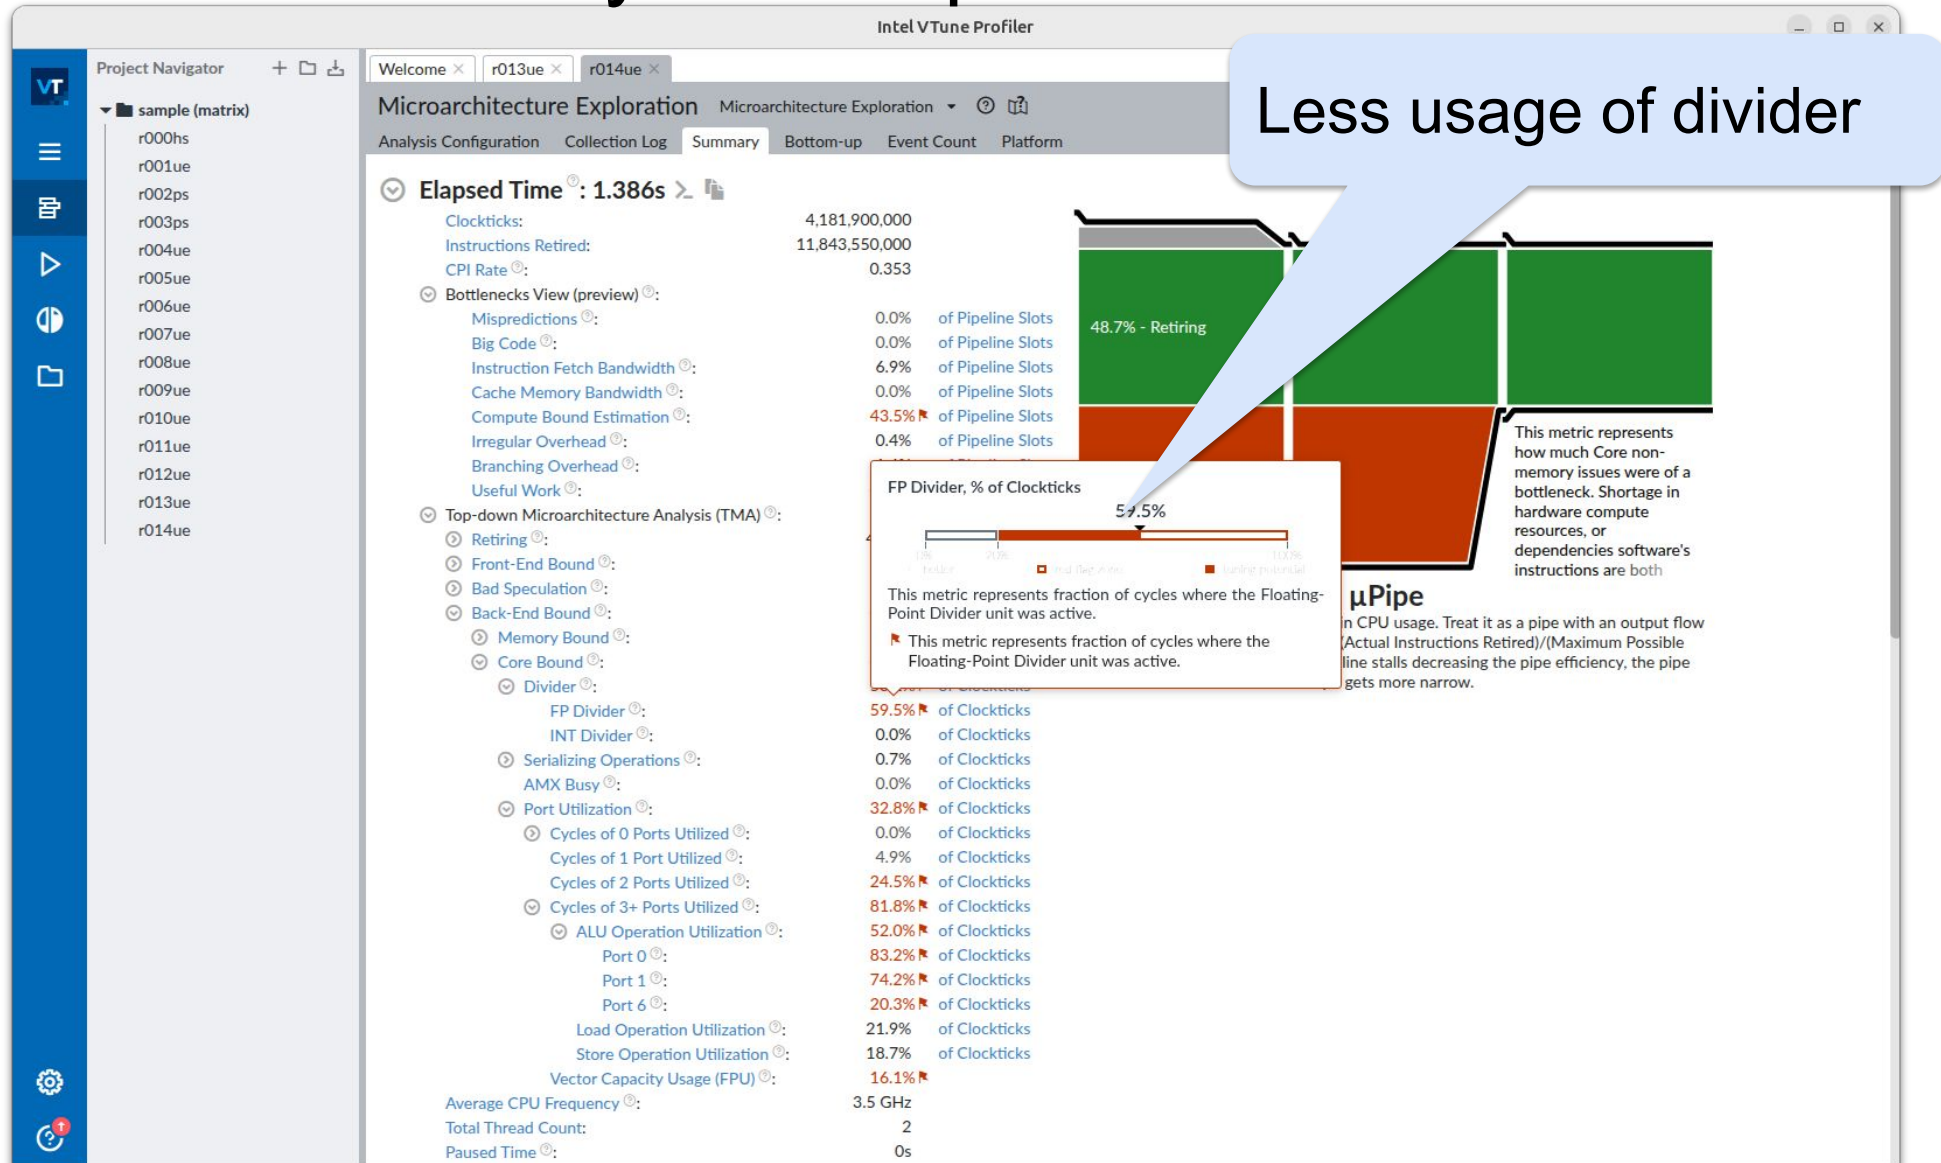 Intel VTune Profiler
Less usage of divider
VT
Project Navigator
sample (matrix)
r000hs
r001ue
r002ps
r003ps
r004ue
r005ue
r006ue
r007ue
r008ue
r009ue
r010ue
r011ue
r012ue
r013ue
r014ue
Welcome × r013ue × r014ue ×
Microarchitecture Exploration Microarchitecture Exploration
Analysis Configuration Collection Log Summary Bottom-up Event Count Platform
Elapsed Time: 1.386s
Clockticks: 4,181,900,000
Instructions Retired: 11,843,550,000
CPI Rate: 0.353
Bottlenecks View (preview):
Mispredictions: 0.0% of Pipeline Slots
Big Code: 0.0% of Pipeline Slots
Instruction Fetch Bandwidth: 6.9% of Pipeline Slots
Cache Memory Bandwidth: 0.0% of Pipeline Slots
Compute Bound Estimation: 43.5% of Pipeline Slots
Irregular Overhead: 0.4% of Pipeline Slots
Branching Overhead:
Useful Work:
Top-down Microarchitecture Analysis (TMA):
Retiring:
Front-End Bound:
Bad Speculation:
Back-End Bound:
Memory Bound:
Core Bound:
Divider: of Clockticks
FP Divider: 59.5% of Clockticks
INT Divider: 0.0% of Clockticks
Serializing Operations: 0.7% of Clockticks
AMX Busy: 0.0% of Clockticks
Port Utilization: 32.8% of Clockticks
Cycles of 0 Ports Utilized: 0.0% of Clockticks
Cycles of 1 Port Utilized: 4.9% of Clockticks
Cycles of 2 Ports Utilized: 24.5% of Clockticks
Cycles of 3+ Ports Utilized: 81.8% of Clockticks
ALU Operation Utilization: 52.0% of Clockticks
Port 0: 83.2% of Clockticks
Port 1: 74.2% of Clockticks
Port 6: 20.3% of Clockticks
Load Operation Utilization: 21.9% of Clockticks
Store Operation Utilization: 18.7% of Clockticks
Vector Capacity Usage (FPU): 16.1%
Average CPU Frequency: 3.5 GHz
Total Thread Count: 2
Paused Time: 0s
FP Divider, % of Clockticks
59.5%
0% 20% 100%
This metric represents fraction of cycles where the Floating-
Point Divider unit was active.
This metric represents fraction of cycles where the
Floating-Point Divider unit was active.
48.7% - Retiring
This metric represents
how much Core non-
memory issues were of a
bottleneck. Shortage in
hardware compute
resources, or
dependencies software's
instructions are both
µPipe
in CPU usage. Treat it as a pipe with an output flow
(Actual Instructions Retired)/(Maximum Possible
line stalls decreasing the pipe efficiency, the pipe
gets more narrow.